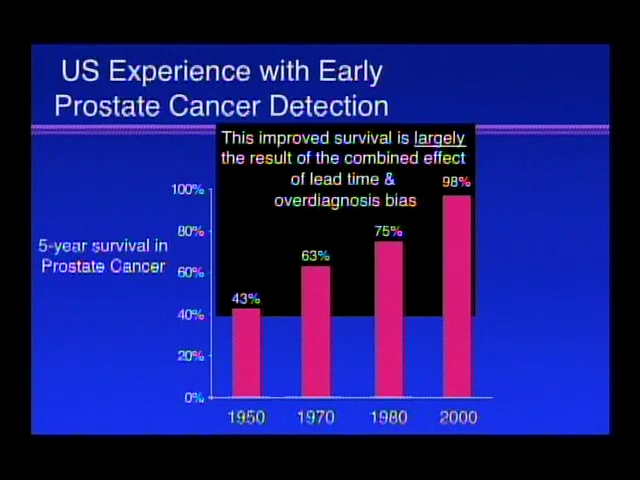 US Experience with Early
Prostate Cancer Detection
This improved survival is largely
the result of the combined effect
of lead time &
overdiagnosis bias
5-year survival in
Prostate Cancer
100%
80%
60%
40%
20%
0%
43%
63%
75%
98%
1950
1970
1980
2000